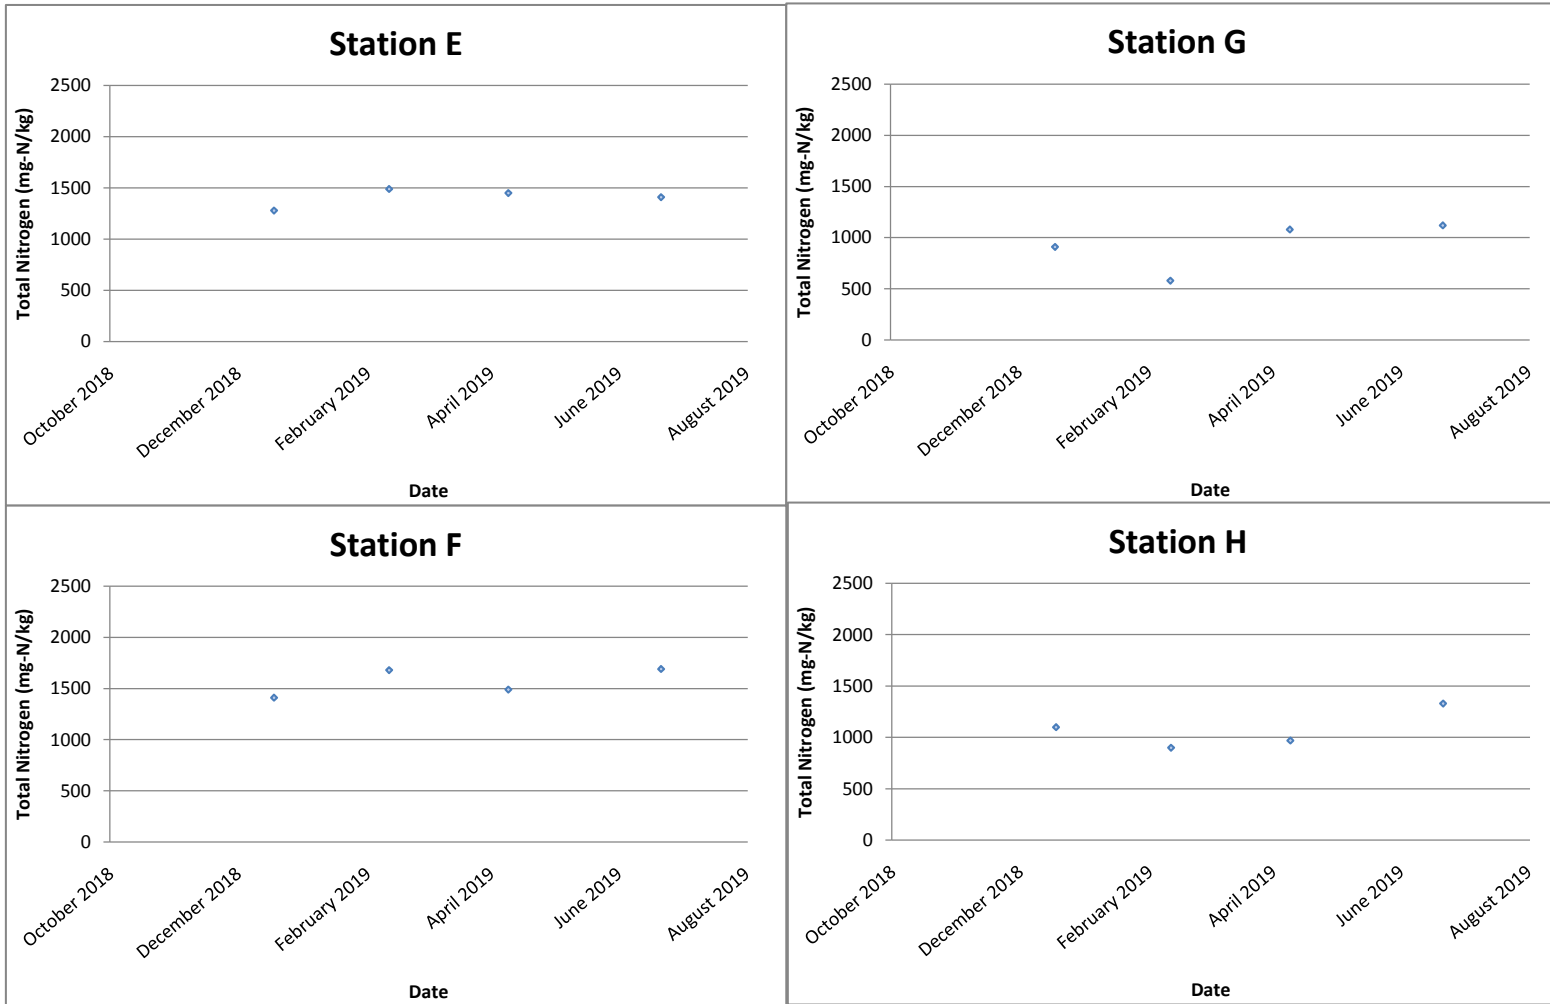 Station E
Total Nitrogen (mg-N/kg)
2500
2000
1500
1000
500
0
October 2018
December 2018
February 2019
April 2019
June 2019
August 2019
Date
Station G
Total Nitrogen (mg-N/kg)
2500
2000
1500
1000
500
0
October 2018
December 2018
February 2019
April 2019
June 2019
August 2019
Date
Station F
Total Nitrogen (mg-N/kg)
2500
2000
1500
1000
500
0
October 2018
December 2018
February 2019
April 2019
June 2019
August 2019
Date
Station H
Total Nitrogen (mg-N/kg)
2500
2000
1500
1000
500
0
October 2018
December 2018
February 2019
April 2019
June 2019
August 2019
Date